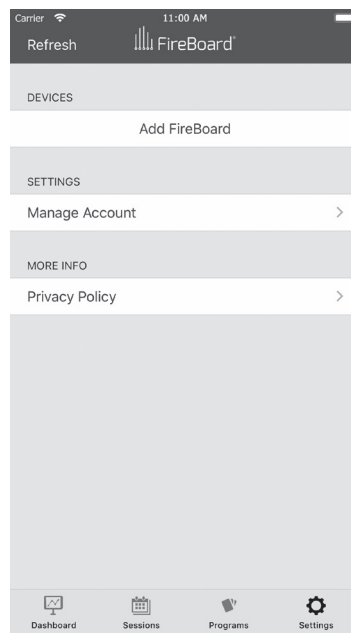 Carrier 11:00 AM
Refresh FireBoard®
DEVICES
Add FireBoard
SETTINGS
Manage Account
MORE INFO
Privacy Policy
Dashboard Sessions Programs Settings